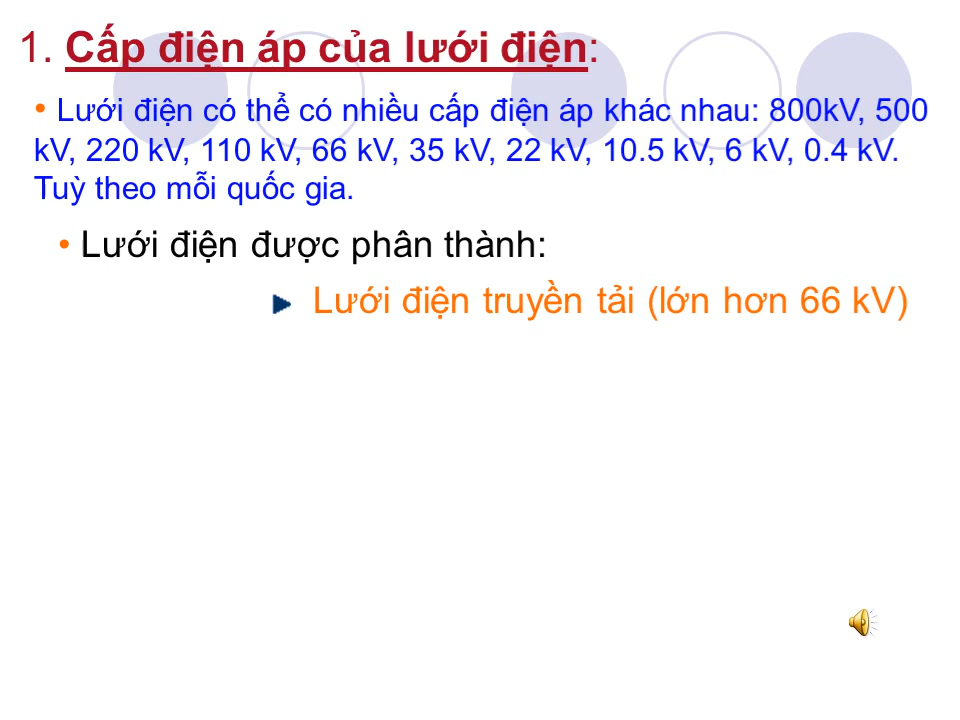 1. Cấp điện áp của lưới điện:
• Lưới điện có thể có nhiều cấp điện áp khác nhau: 800kV, 500
kV, 220 kV, 110 kV, 66 kV, 35 kV, 22 kV, 10.5 kV, 6 kV, 0.4 kV.
Tuỳ theo mỗi quốc gia.
• Lưới điện được phân thành:
Lưới điện truyền tải (lớn hơn 66 kV)